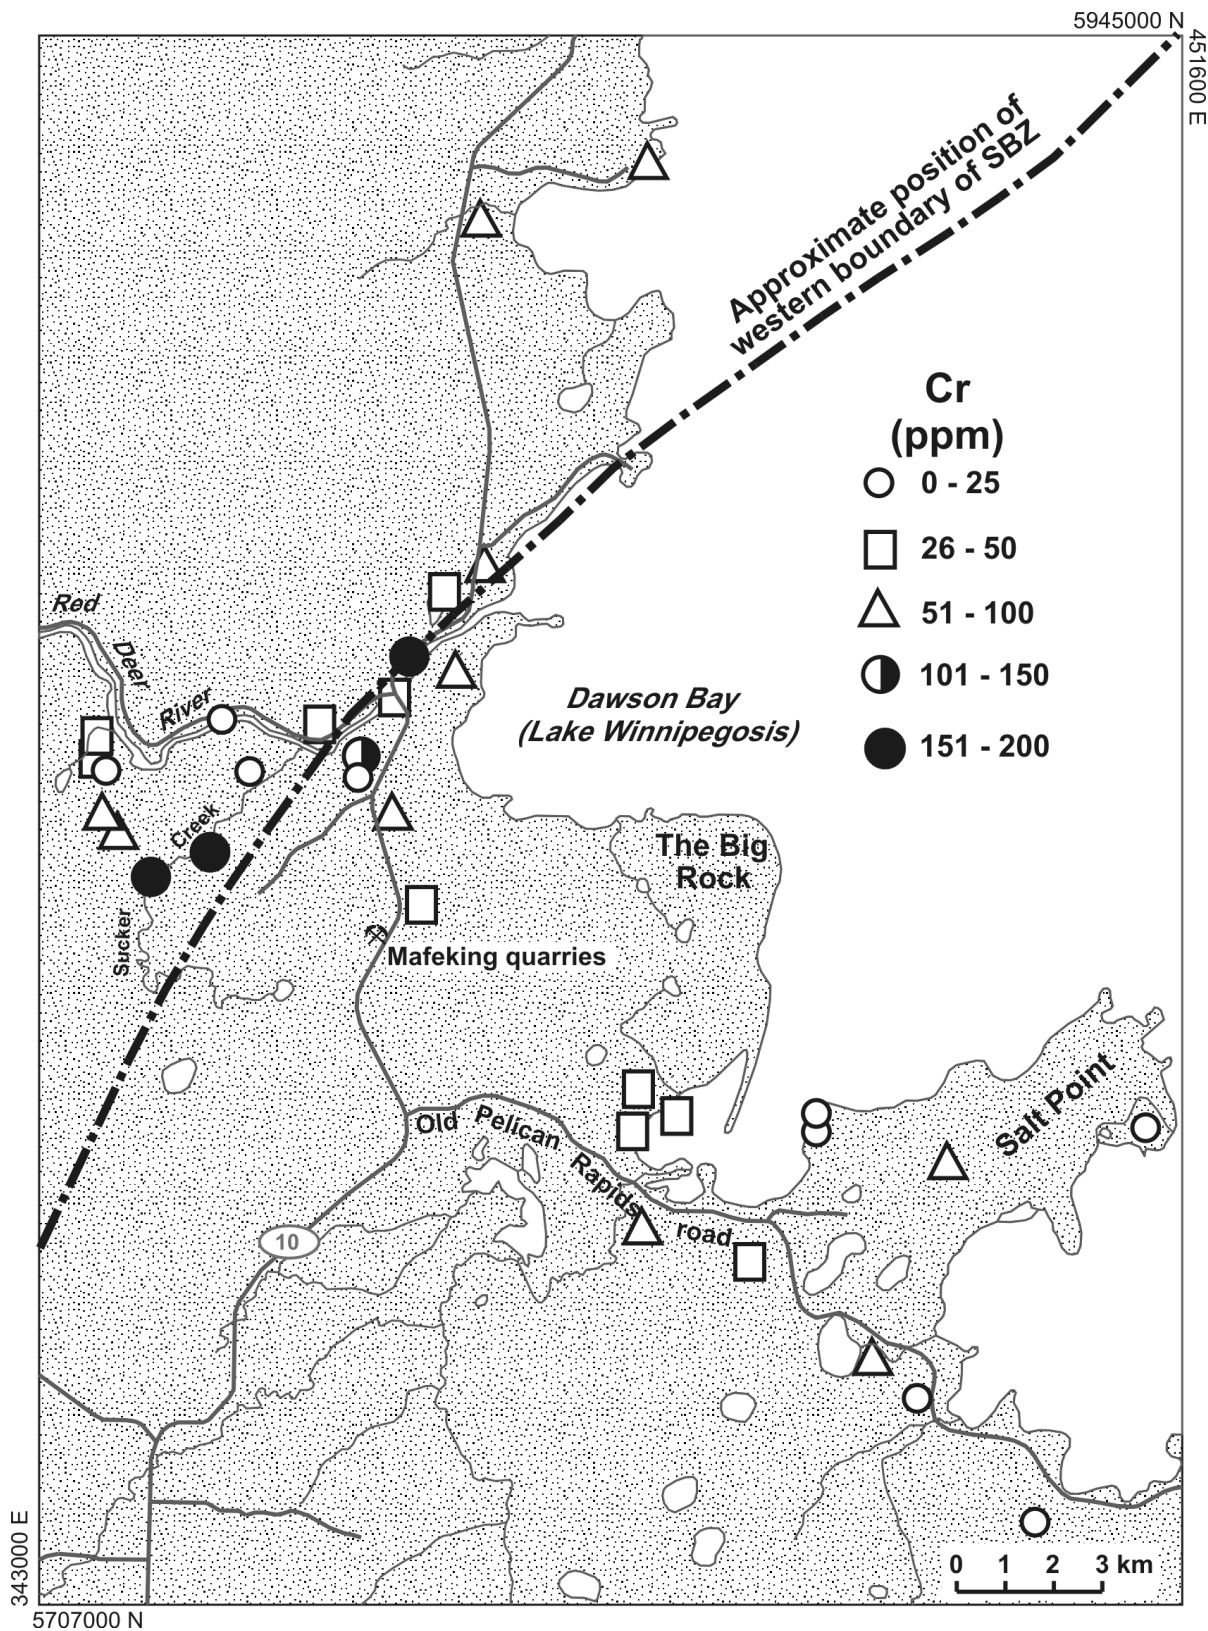 5945000 N
451600 E
Approximate position of
western boundary of SBZ
Cr
(ppm)
0 - 25
26 - 50
51 - 100
101 - 150
151 - 200
Red
Deer
River
Dawson Bay
(Lake Winnipegosis)
Creek
Sucker
The Big
Rock
Mafeking quarries
Salt Point
Old Pelican Rapids road
10
343000 E
0 1 2 3 km
5707000 N